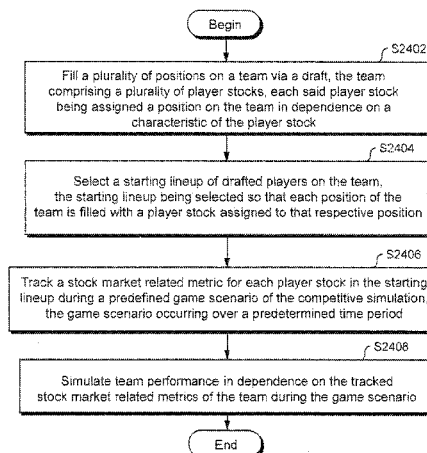 Begin
S2402
Fill a plurality of positions on a team via a draft, the team
comprising a plurality of player stocks, each said player stock
being assigned a position on the team in dependence on a
characteristic of the player stock
S2404
Select a starting lineup of drafted players on the team,
the starting lineup being selected so that each position of the
team is filled with a player stock assigned to that respective position
S2406
Track a stock market related metric for each player stock in the starting
lineup during a predefined game scenario of the competitive simulation,
the game scenario occurring over a predetermined time period
S2408
Simulate team performance in dependence on the tracked
stock market related metrics of the team during the game scenario
End